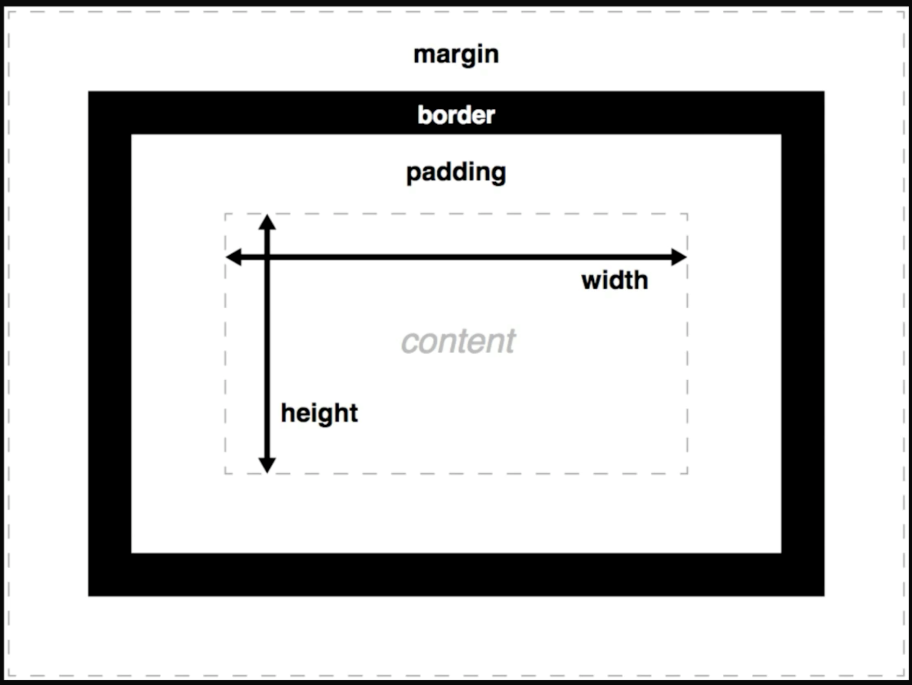 margin
border
padding
width
content
height